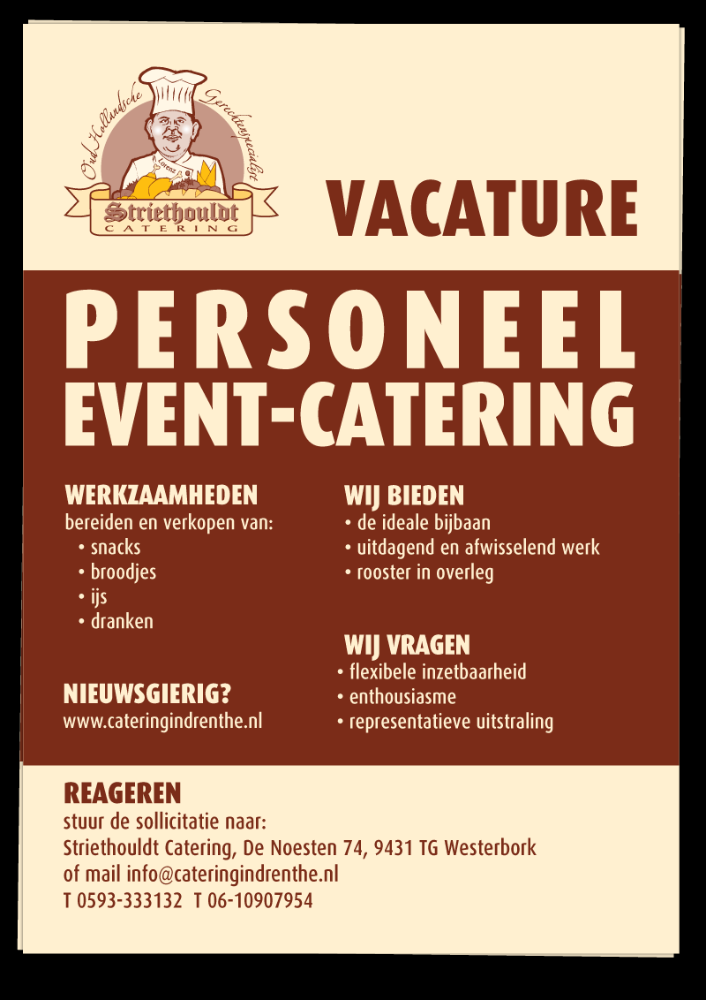 Oud Hollandsche Gerechtenspecialist
Lorenz
Striethouldt
CATERING
VACATURE
PERSONEEL
EVENT-CATERING
WERKZAAMHEDEN
bereiden en verkopen van:
• snacks
• broodjes
• ijs
• dranken
WIJ BIEDEN
• de ideale bijbaan
• uitdagend en afwisselend werk
• rooster in overleg
WIJ VRAGEN
• flexibele inzetbaarheid
• enthousiasme
• representatieve uitstraling
NIEUWSGIERIG?
www.cateringindrenthe.nl
REAGEREN
stuur de sollicitatie naar:
Striethouldt Catering, De Noesten 74, 9431 TG Westerbork
of mail info@cateringindrenthe.nl
T 0593-333132 T 06-10907954